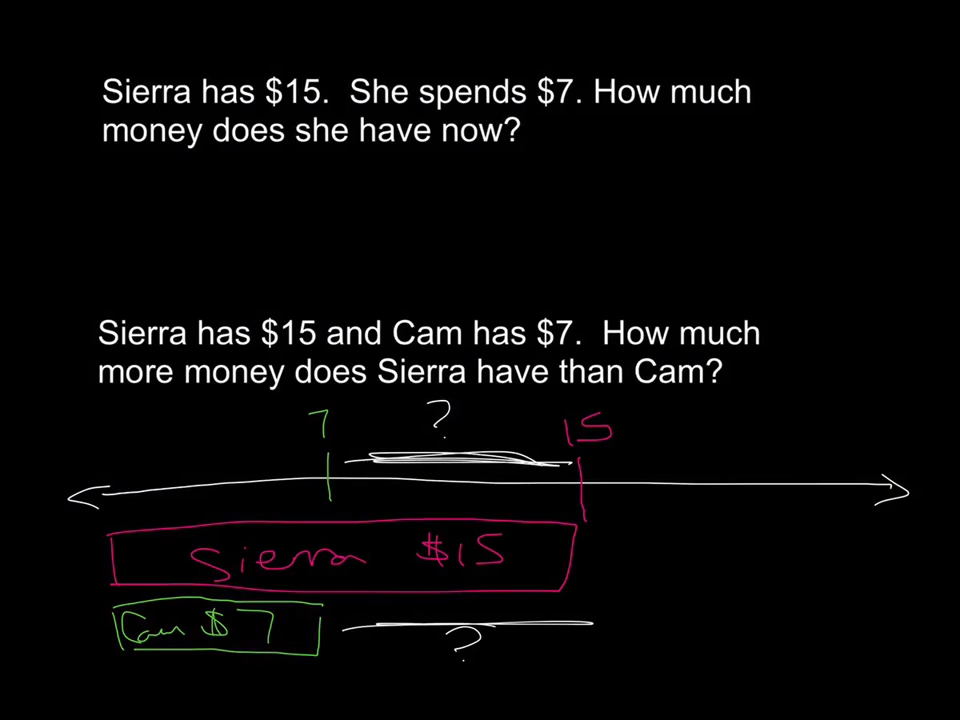 Sierra has $15.  She spends $7. How much
money does she have now?
Sierra has $15 and Cam has $7.  How much
more money does Sierra have than Cam?
7 ? 15
Sierra $15
Cam $7
?